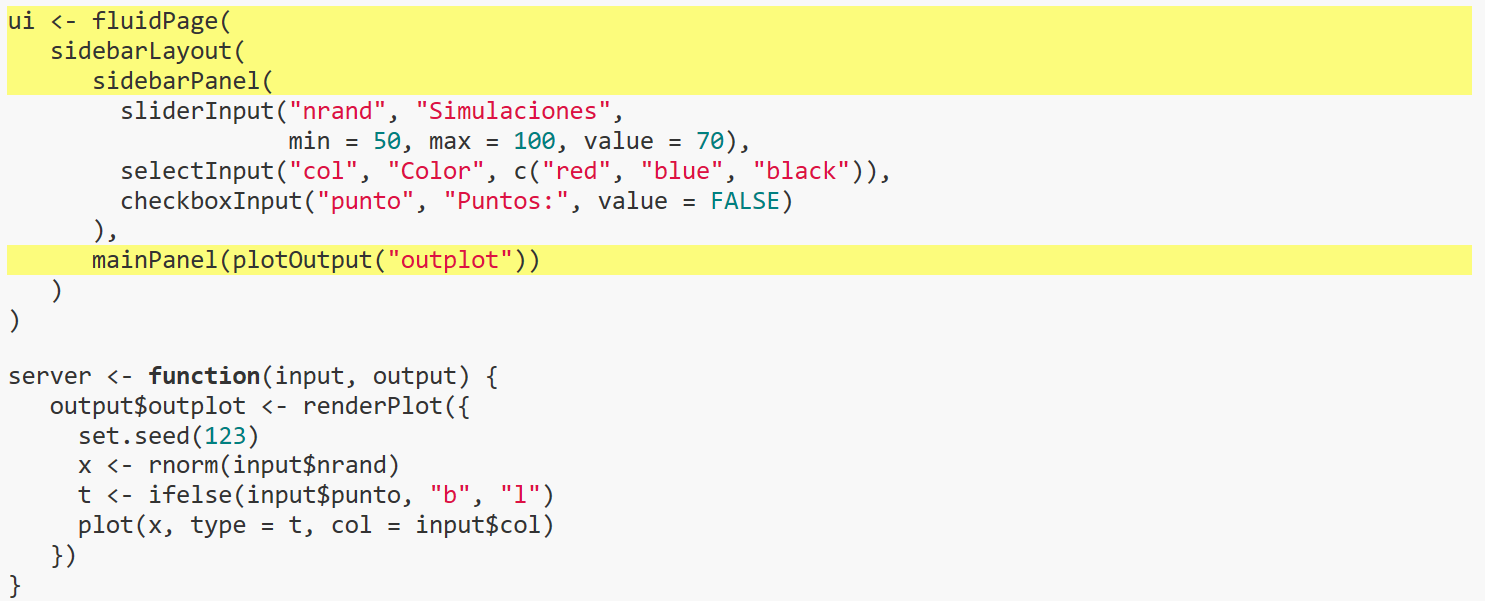 ui <- fluidPage(
   sidebarLayout(
      sidebarPanel(
        sliderInput("nrand", "Simulaciones",
                    min = 50, max = 100, value = 70),
        selectInput("col", "Color", c("red", "blue", "black")),
        checkboxInput("punto", "Puntos:", value = FALSE)
      ),
      mainPanel(plotOutput("outplot"))
   )
)

server <- function(input, output) {
   output$outplot <- renderPlot({
     set.seed(123)
     x <- rnorm(input$nrand)
     t <- ifelse(input$punto, "b", "l")
     plot(x, type = t, col = input$col)
   })
}